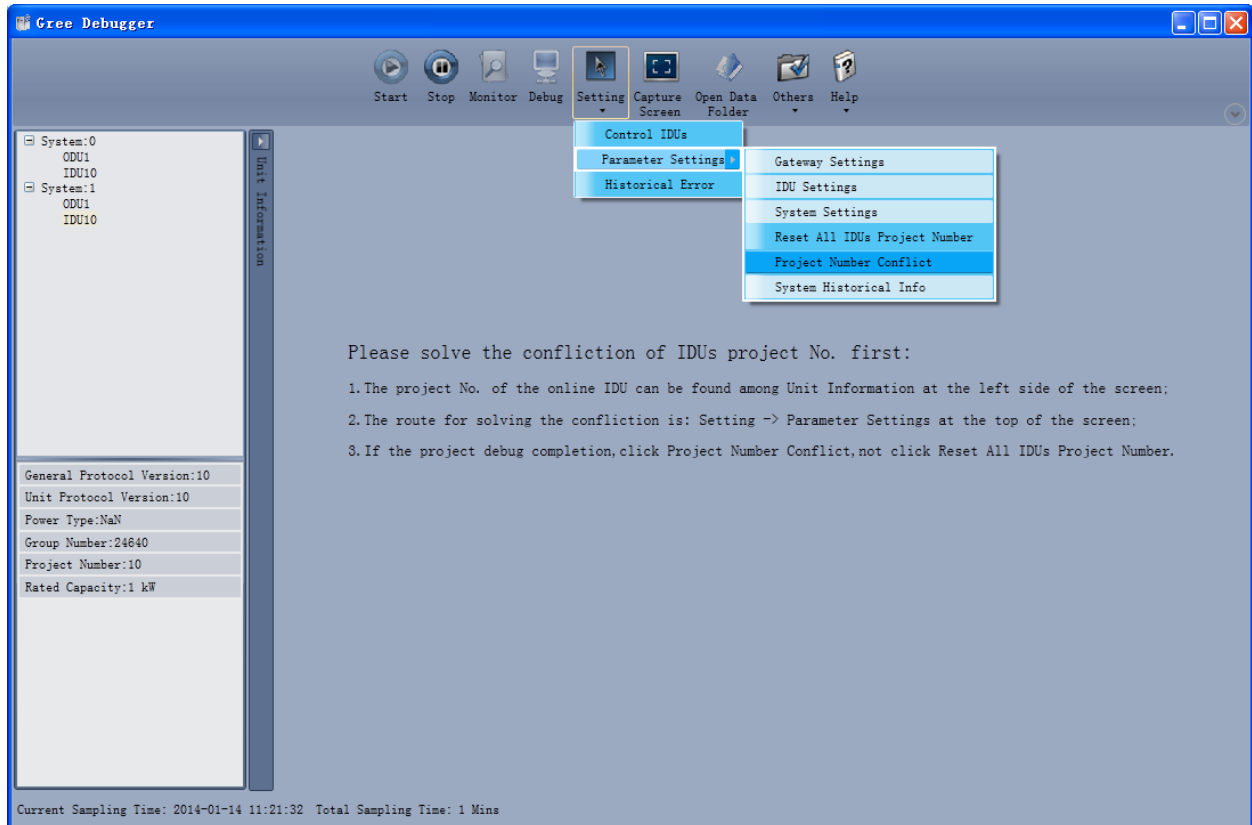 Gree Debugger
Start Stop Monitor Debug Setting Capture Screen Open Data Folder Others Help
Control IDUs
Parameter Settings
Historical Error
Gateway Settings
IDU Settings
System Settings
Reset All IDUs Project Number
Project Number Conflict
System Historical Info
System:0
ODU1
IDU10
System:1
ODU1
IDU10
Unit Information
Please solve the confliction of IDUs project No. first:
1.The project No. of the online IDU can be found among Unit Information at the left side of the screen;
2.The route for solving the confliction is: Setting -> Parameter Settings at the top of the screen;
3.If the project debug completion,click Project Number Conflict,not click Reset All IDUs Project Number.
General Protocol Version:10
Unit Protocol Version:10
Power Type:NaN
Group Number:24640
Project Number:10
Rated Capacity:1 kW
Current Sampling Time: 2014-01-14 11:21:32 Total Sampling Time: 1 Mins